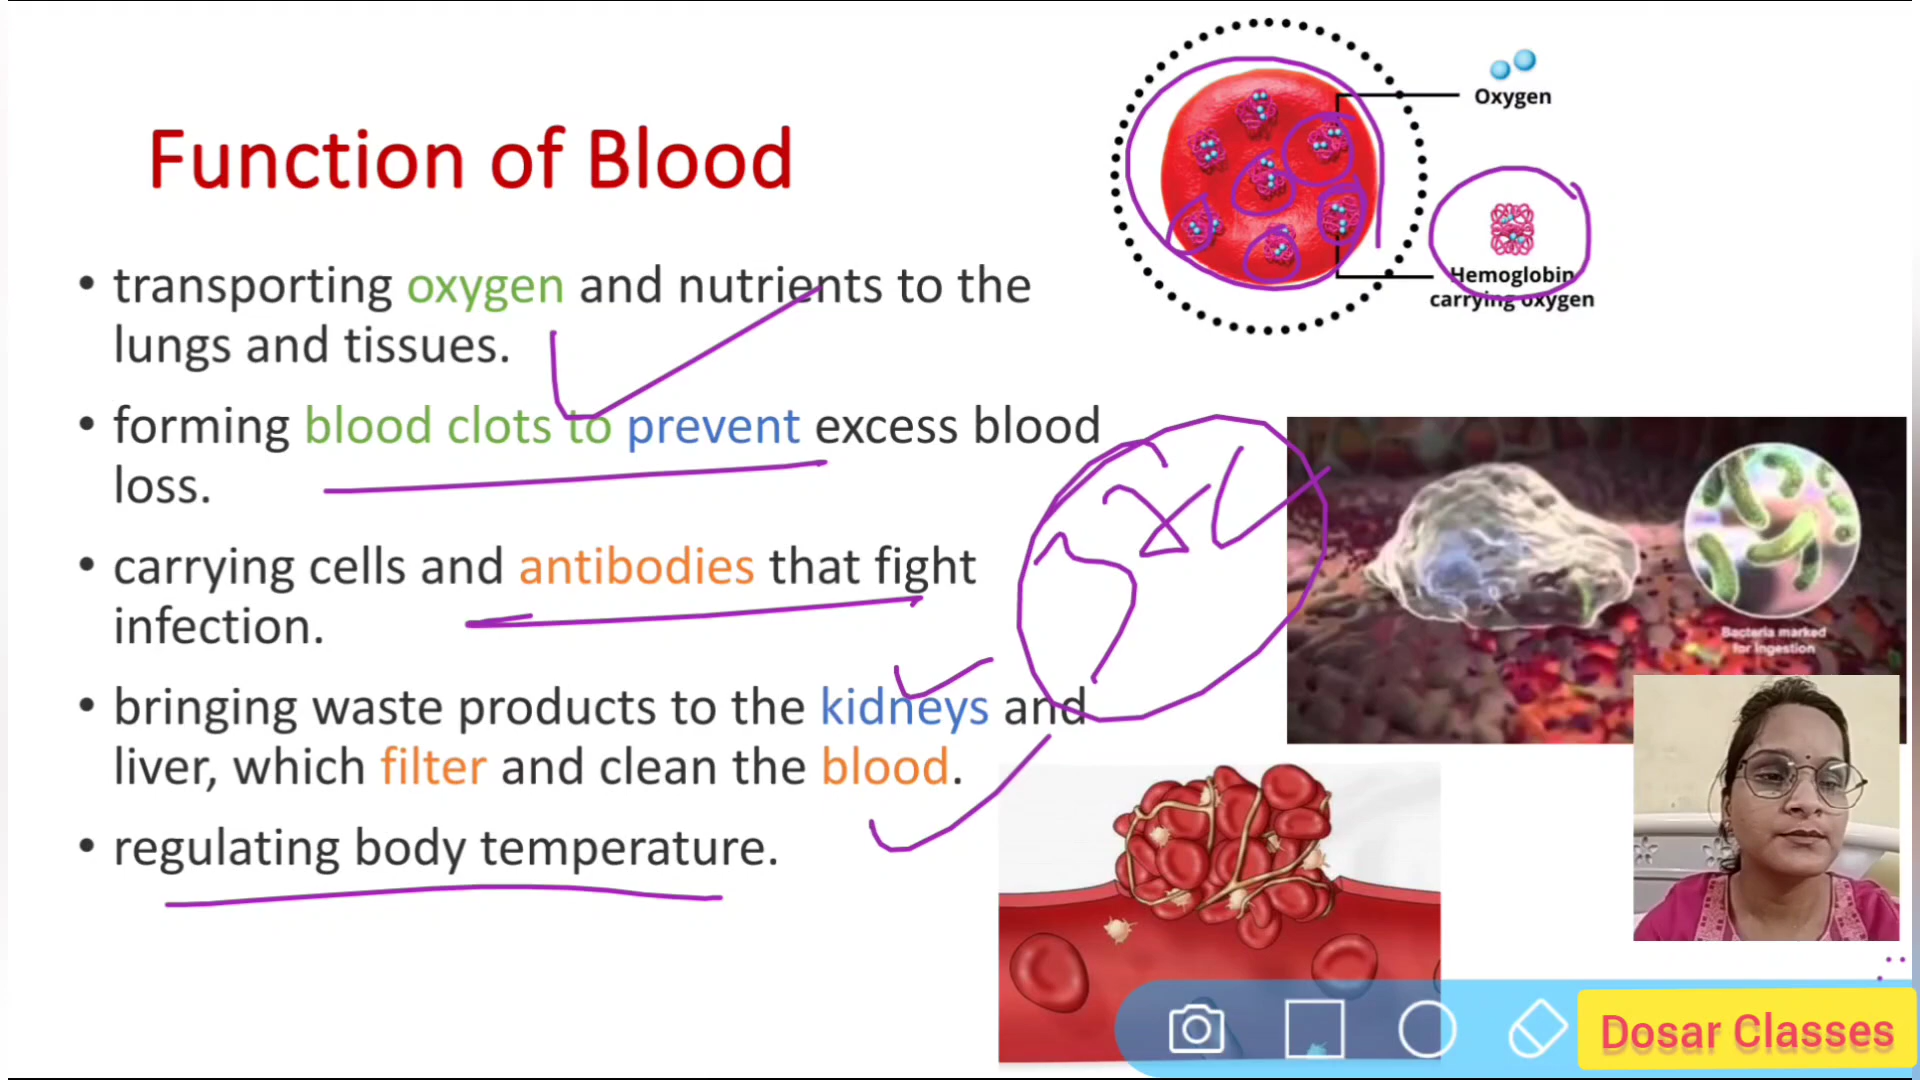 Function of Blood
• transporting oxygen and nutrients to the
lungs and tissues.
• forming blood clots to prevent excess blood
loss.
• carrying cells and antibodies that fight
infection.
• bringing waste products to the kidneys and
liver, which filter and clean the blood.
• regulating body temperature.
Oxygen
Hemoglobin
carrying oxygen
Bacteria marked
for ingestion
Dosar Classes